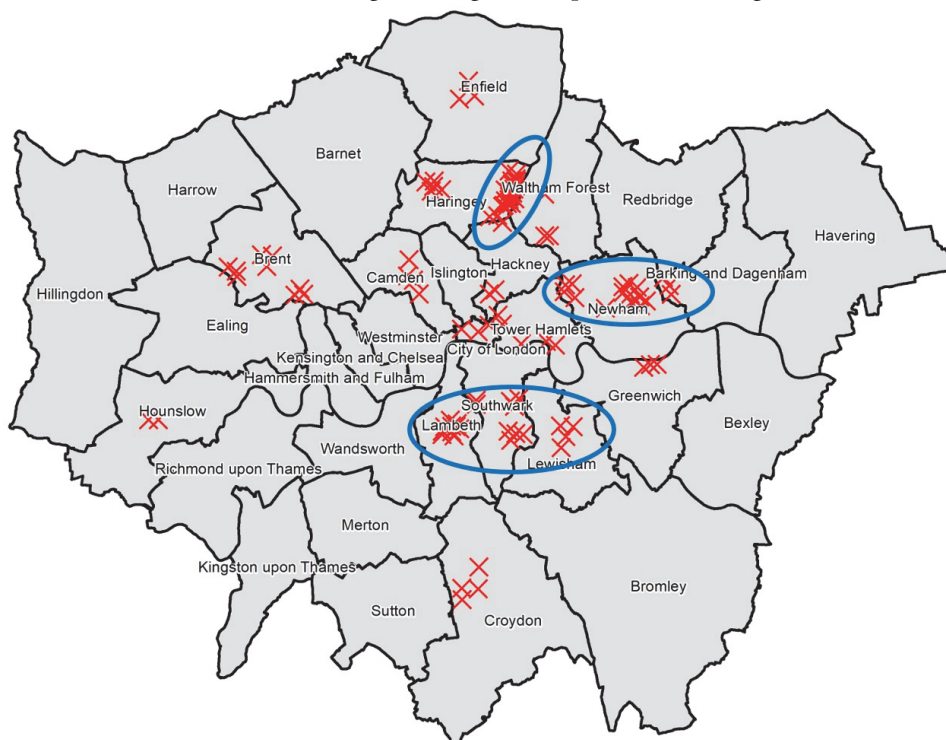 Enfield
Barnet
Harrow
Haringey
Waltham Forest
Redbridge
Havering
Brent
Camden
Islington
Hackney
Barking and Dagenham
Hillingdon
Ealing
Newham
Westminster
Tower Hamlets
City of London
Kensington and Chelsea
Hammersmith and Fulham
Greenwich
Hounslow
Southwark
Lambeth
Bexley
Wandsworth
Lewisham
Richmond upon Thames
Merton
Kingston upon Thames
Bromley
Sutton
Croydon